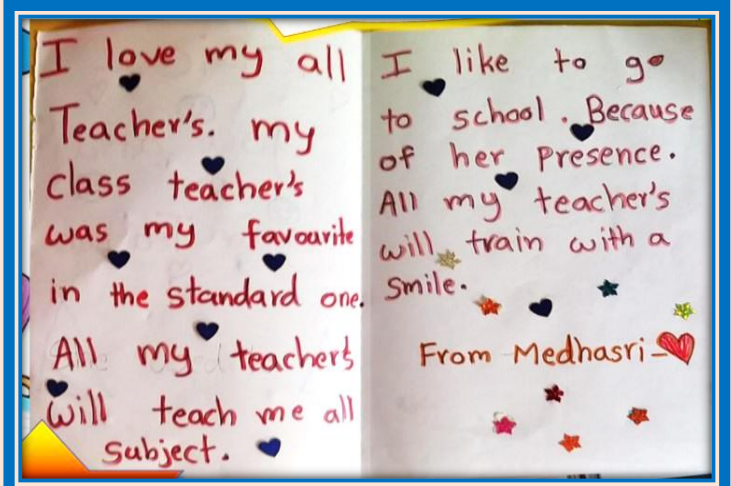 I love my all
Teacher's. my
class teacher's
was my favourite
in the standard one.
All my teachers
will teach me all
subject.
I like to go
to school. Because
of her presence.
All my teacher's
will train with a
smile.
From Medhasri-